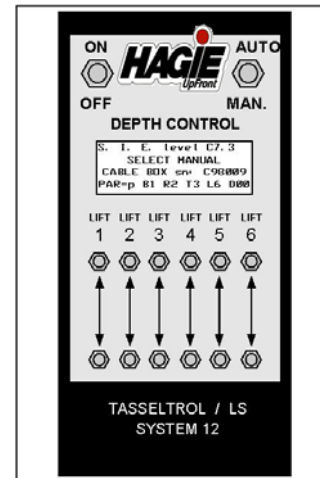 ON AUTO
HAGIE
UpFront
OFF MAN.
DEPTH CONTROL
S. I. E. level C7.3
SELECT MANUAL
CABLE BOX sn: C98009
PAR=p B1 R2 T3 L6 D00
LIFT LIFT LIFT LIFT LIFT LIFT
1 2 3 4 5 6
TASSELTROL / LS
SYSTEM 12